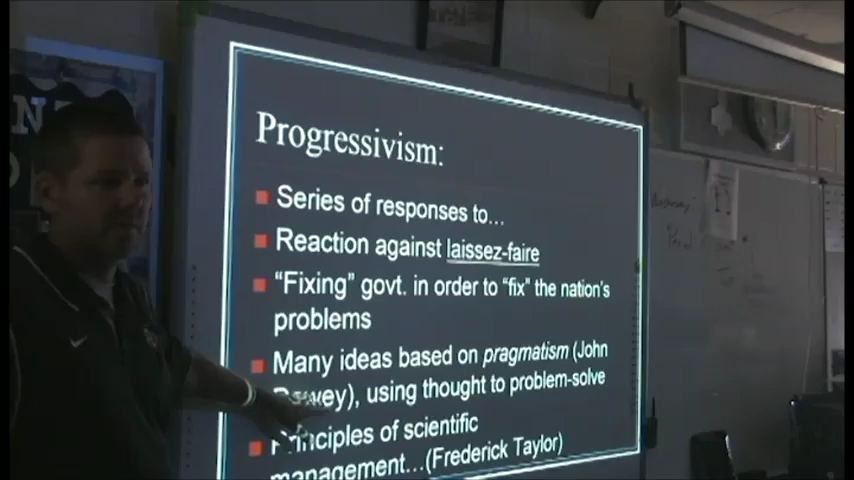 Progressivism:
Series of responses to...
Reaction against laissez-faire
"Fixing" govt. in order to "fix" the nation's
problems
Many ideas based on pragmatism (John
Dewey), using thought to problem-solve
Principles of scientific
management...(Frederick Taylor)